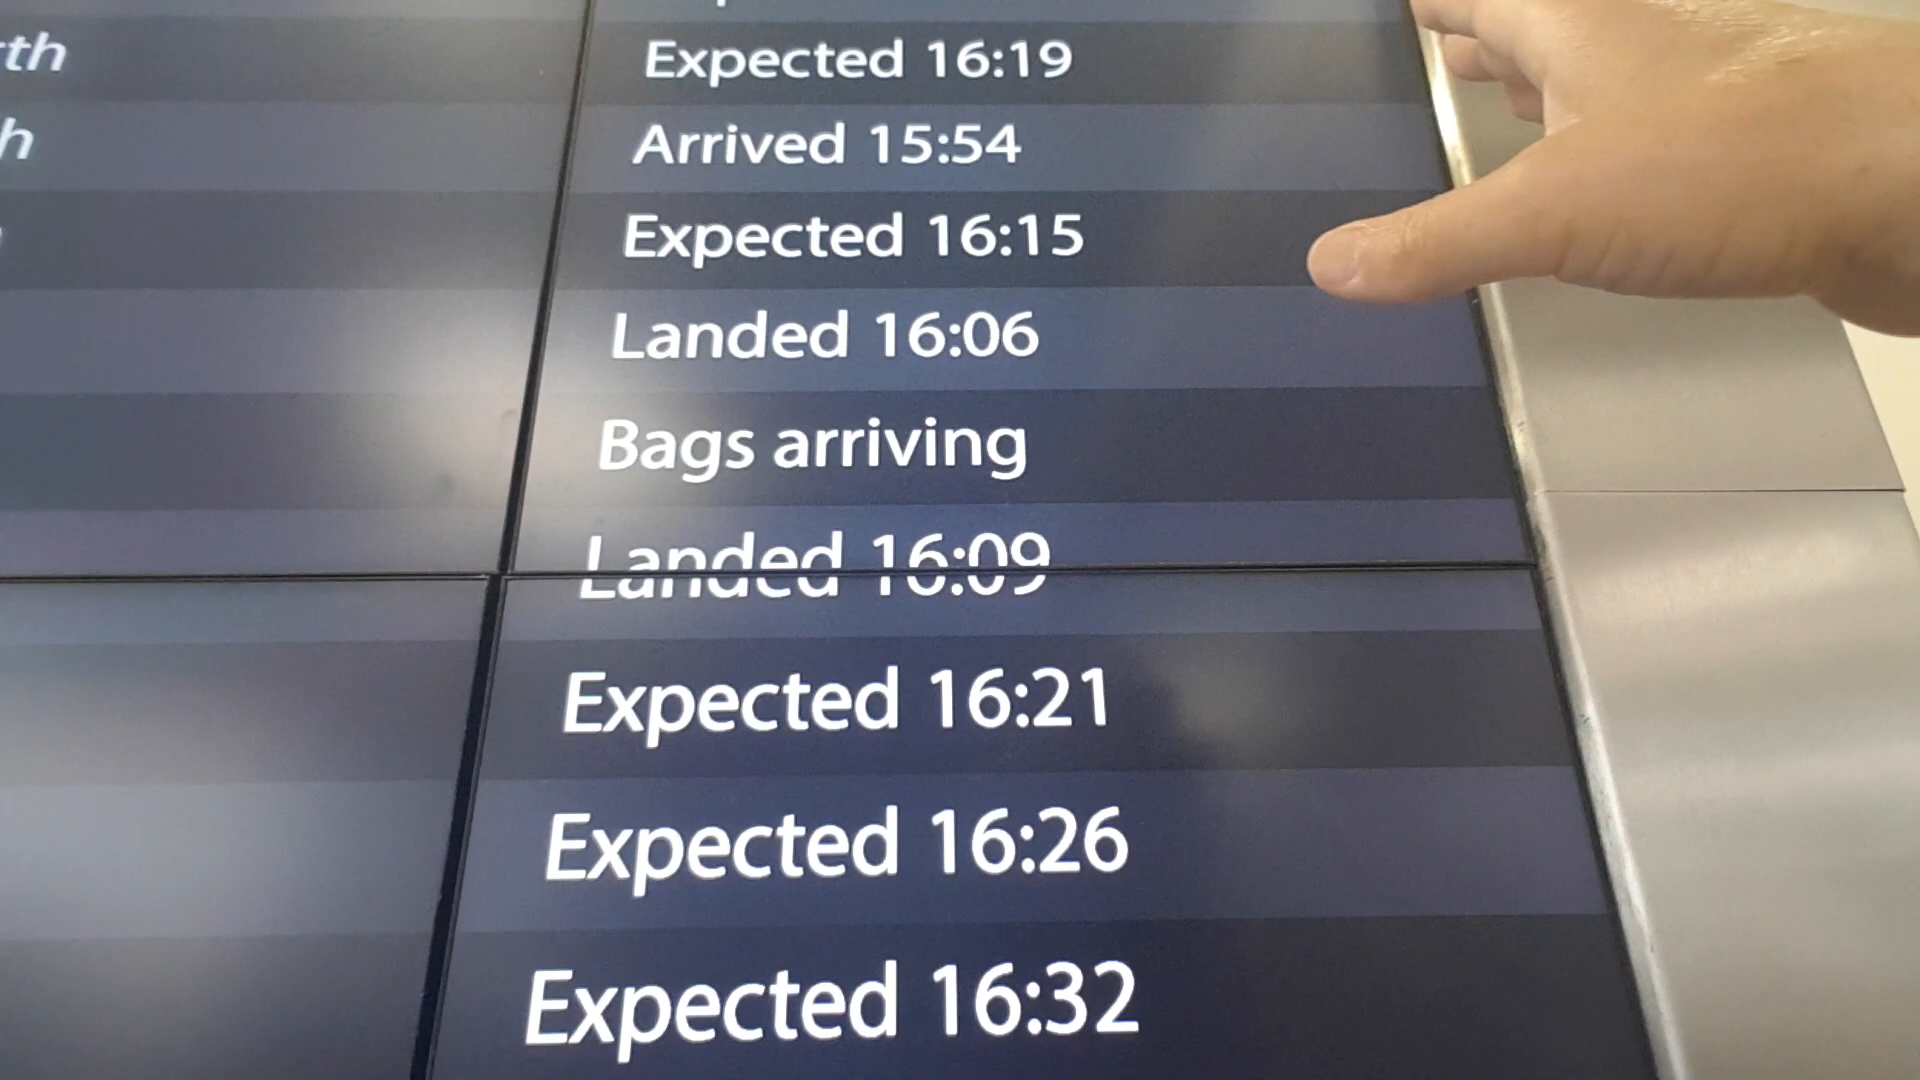 th
Expected 16:19
h
Arrived 15:54
Expected 16:15
Landed 16:06
Bags arriving
Landed 16:09
Expected 16:21
Expected 16:26
Expected 16:32